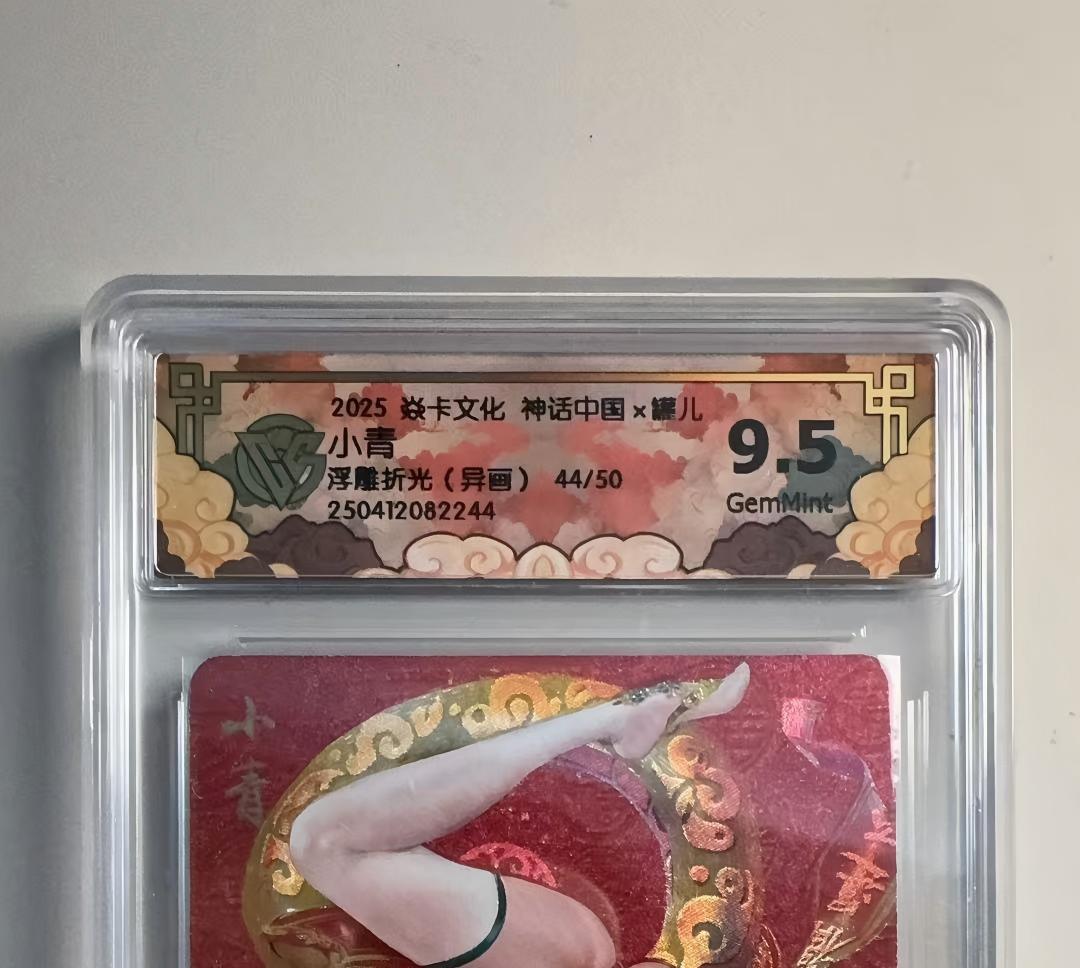 2025 焱卡文化 神话中国×罐儿
小青
浮雕折光（异画） 44/50
250412082244
9.5
GemMint
小青